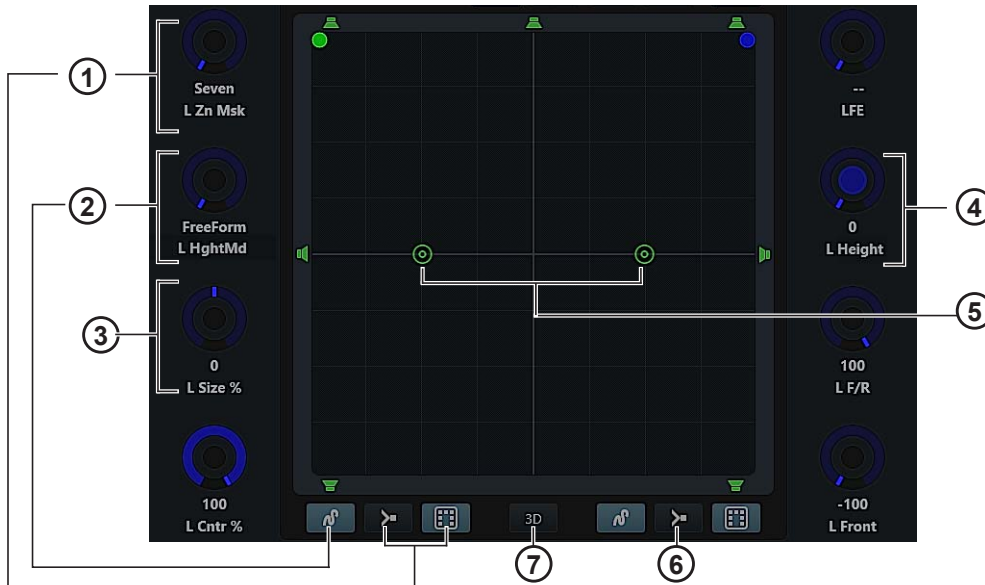 1
Seven
L Zn Msk
2
FreeForm
L HghtMd
3
0
L Size %
100
L Cntr %
--
LFE
4
0
L Height
5
100
L F/R
-100
L Front
3D
7
6